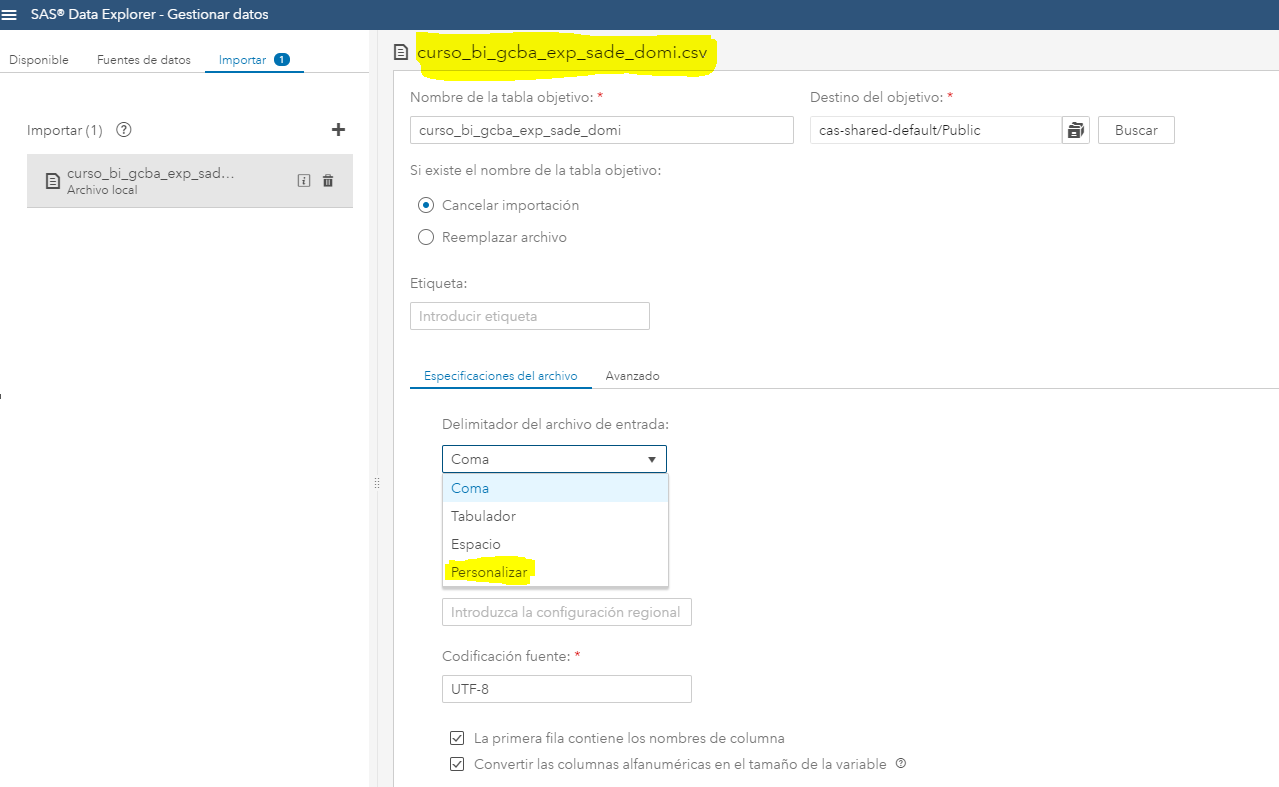 SAS® Data Explorer - Gestionar datos
Disponible
Fuentes de datos
Importar 1
Importar (1) ?
curso_bi_gcba_exp_sad...
Archivo local
curso_bi_gcba_exp_sade_domi.csv
Nombre de la tabla objetivo: *
Destino del objetivo: *
curso_bi_gcba_exp_sade_domi
cas-shared-default/Public
Buscar
Si existe el nombre de la tabla objetivo:
Cancelar importación
Reemplazar archivo
Etiqueta:
Introducir etiqueta
Especificaciones del archivo
Avanzado
Delimitador del archivo de entrada:
Coma
Coma
Tabulador
Espacio
Personalizar
Introduzca la configuración regional
Codificación fuente: *
UTF-8
La primera fila contiene los nombres de columna
Convertir las columnas alfanuméricas en el tamaño de la variable ?